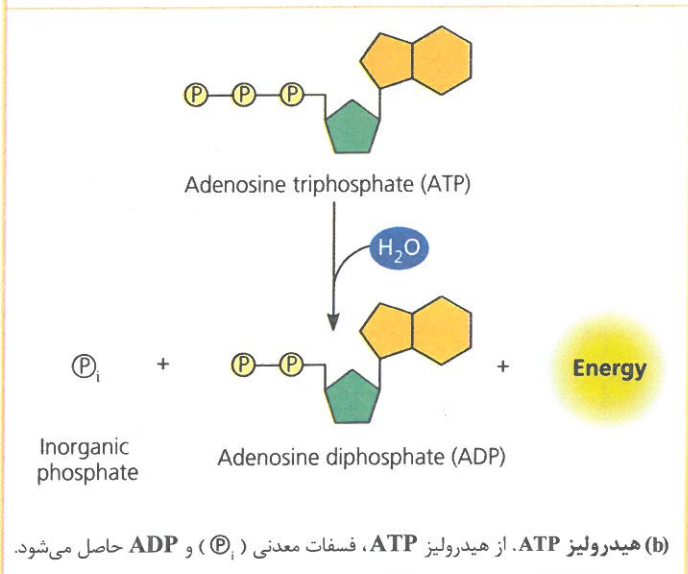 P P P
Adenosine triphosphate (ATP)
H₂O
Pᵢ + P P + Energy
Inorganic
phosphate
Adenosine diphosphate (ADP)
(b) هیدرولیز ATP. از هیدرولیز ATP، فسفات معدنی (Pᵢ) و ADP حاصل می‌شود.